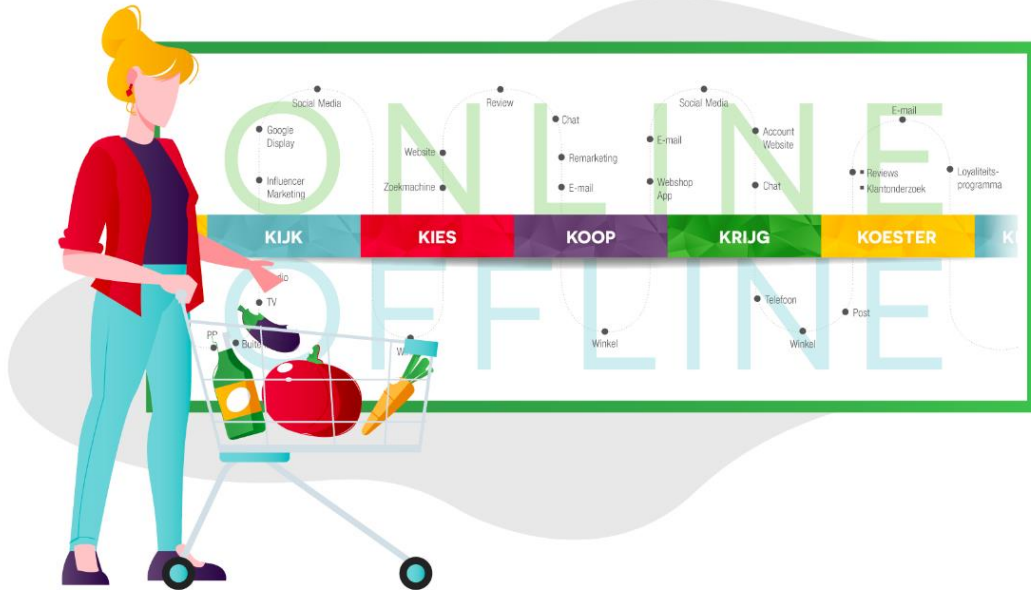 ONLINE
Social Media
Review
Social Media
E-mail
Google
Display
Chat
E-mail
Account
Website
Website
Remarketing
Reviews
Klantonderzoek
Loyaliteits-
programma
Influencer
Marketing
Zoekmachine
E-mail
Webshop
App
Chat
KIJK
KIES
KOOP
KRIJG
KOESTER
OFFLINE
TV
Telefoon
Post
Winkel
Winkel